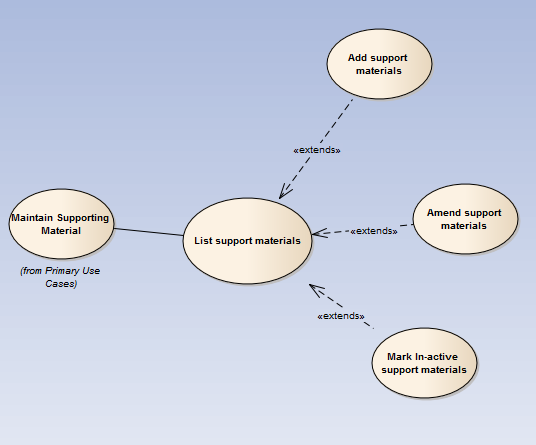 Add support
materials
«extends»
Maintain Supporting
Material
(from Primary Use
Cases)
List support materials
«extends»
Amend support
materials
«extends»
Mark In-active
support materials